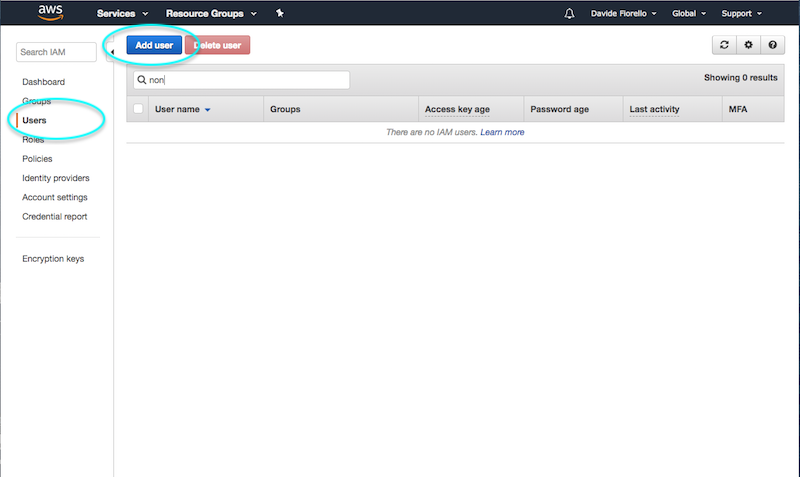 aws Services Resource Groups Davide Fiorello Global Support
Search IAM
Add user Delete user
Dashboard
Groups
Users
Roles
Policies
Identity providers
Account settings
Credential report
Encryption keys
non
Showing 0 results
User name Groups Access key age Password age Last activity MFA
There are no IAM users. Learn more